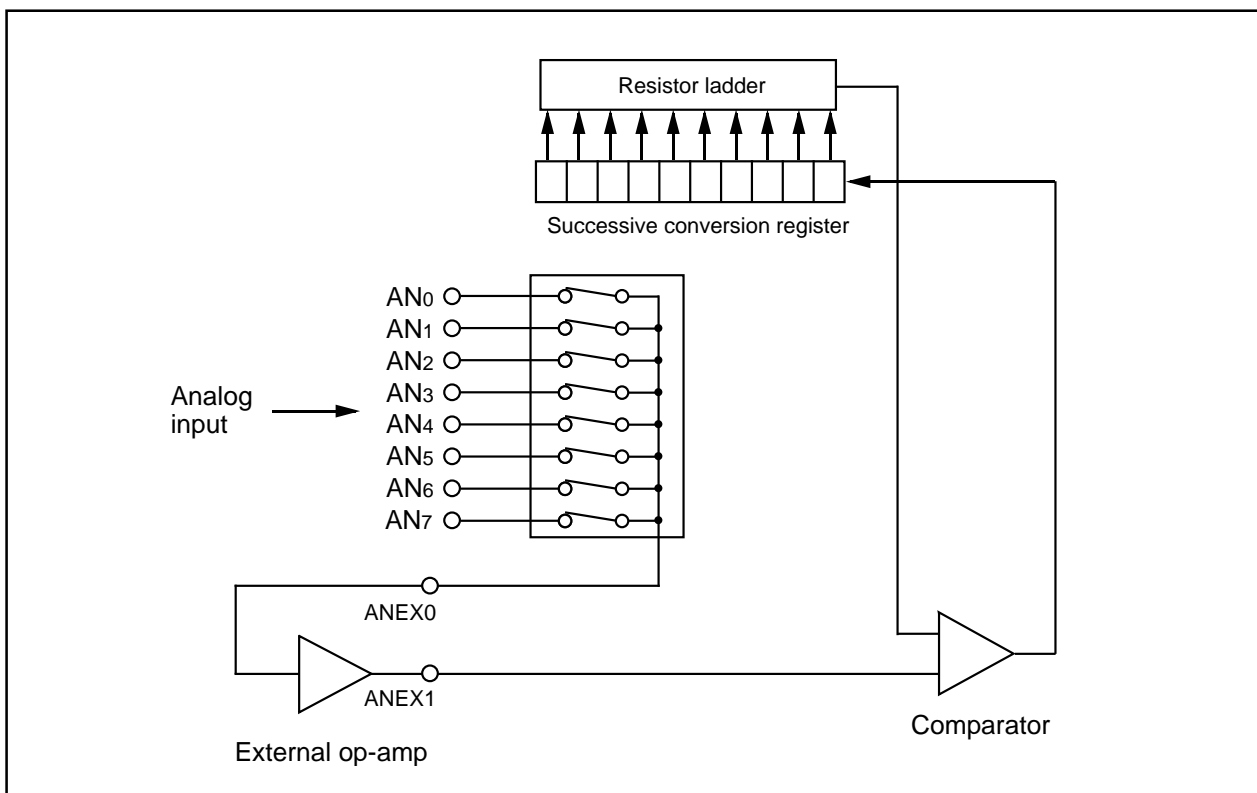 Resistor ladder
Successive conversion register
AN0
AN1
AN2
AN3
Analog
input
AN4
AN5
AN6
AN7
ANEX0
ANEX1
Comparator
External op-amp